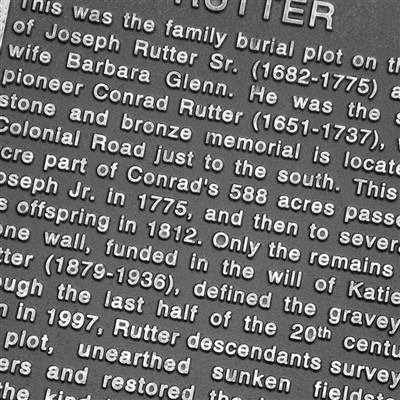 RUTTER
This was the family burial plot on th
of Joseph Rutter Sr. (1682-1775) a
wife Barbara Glenn. He was the s
pioneer Conrad Rutter (1651-1737), w
stone and bronze memorial is locate
Colonial Road just to the south. This
cre part of Conrad's 588 acres passe
oseph Jr. in 1775, and then to severa
s offspring in 1812. Only the remains
one wall, funded in the will of Katie
tter (1879-1936), defined the gravey
ough the last half of the 20th centu
n in 1997, Rutter descendants survey
plot, unearthed sunken fieldsto
ers and restored the
the kind